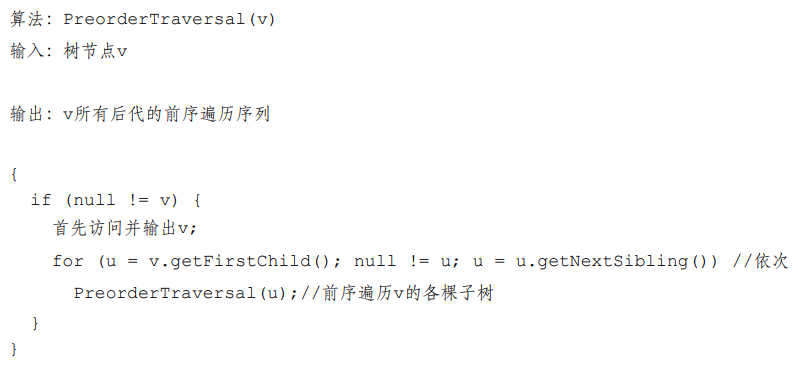 算法: PreorderTraversal(v)
输入: 树节点v
输出: v所有后代的前序遍历序列
{
if (null != v) {
首先访问并输出v;
for (u = v.getFirstChild(); null != u; u = u.getNextSibling()) //依次
PreorderTraversal(u);//前序遍历v的各棵子树
}
}